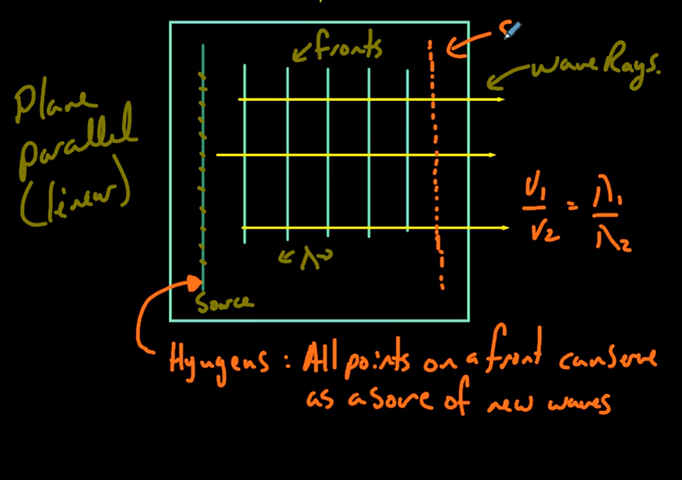 fronts
wave Rays.
Plane
parallel
(linear)
V1
V2
=
λ1
λ2
←λ→
Source
Hyngens : All points on a front can serve
as a sorce of new waves